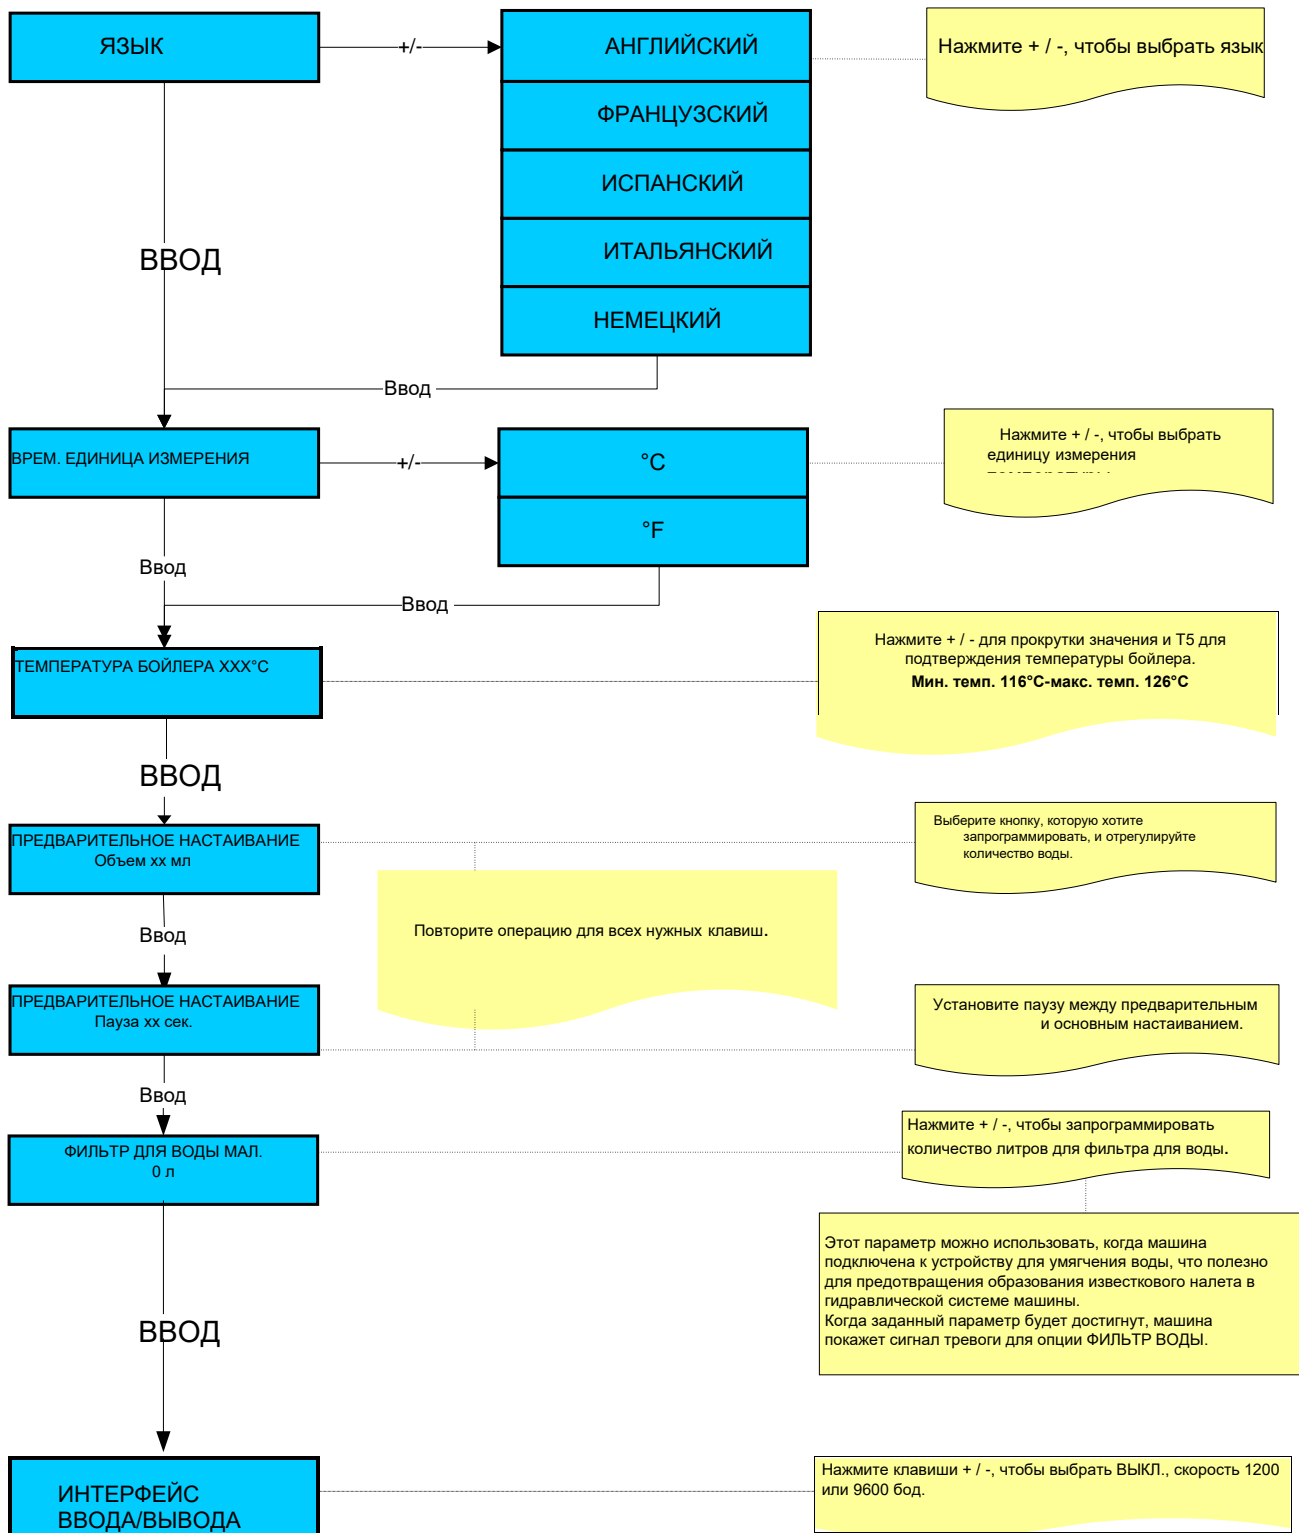 ЯЗЫК
+/-
АНГЛИЙСКИЙ
Нажмите + / -, чтобы выбрать язык
ФРАНЦУЗСКИЙ
ИСПАНСКИЙ
ИТАЛЬЯНСКИЙ
НЕМЕЦКИЙ
ВВОД
Ввод
ВРЕМ. ЕДИНИЦА ИЗМЕРЕНИЯ
+/-
°C
°F
Нажмите + / -, чтобы выбрать
единицу измерения
Ввод
Ввод
ТЕМПЕРАТУРА БОЙЛЕРА XXX°C
Нажмите + / - для прокрутки значения и T5 для
подтверждения температуры бойлера.
Мин. темп. 116°C-макс. темп. 126°C
ВВОД
ПРЕДВАРИТЕЛЬНОЕ НАСТАИВАНИЕ
Объем xx мл
Выберите кнопку, которую хотите
запрограммировать, и отрегулируйте
количество воды.
Повторите операцию для всех нужных клавиш.
Ввод
ПРЕДВАРИТЕЛЬНОЕ НАСТАИВАНИЕ
Пауза xx сек.
Установите паузу между предварительным
и основным настаиванием.
Ввод
ФИЛЬТР ДЛЯ ВОДЫ МАЛ.
0 л
Нажмите + / -, чтобы запрограммировать
количество литров для фильтра для воды.
Этот параметр можно использовать, когда машина
подключена к устройству для умягчения воды, что полезно
для предотвращения образования известкового налета в
гидравлической системе машины.
Когда заданный параметр будет достигнут, машина
покажет сигнал тревоги для опции ФИЛЬТР ВОДЫ.
ВВОД
ИНТЕРФЕЙС
ВВОДА/ВЫВОДА
Нажмите клавиши + / -, чтобы выбрать ВЫКЛ., скорость 1200
или 9600 бод.